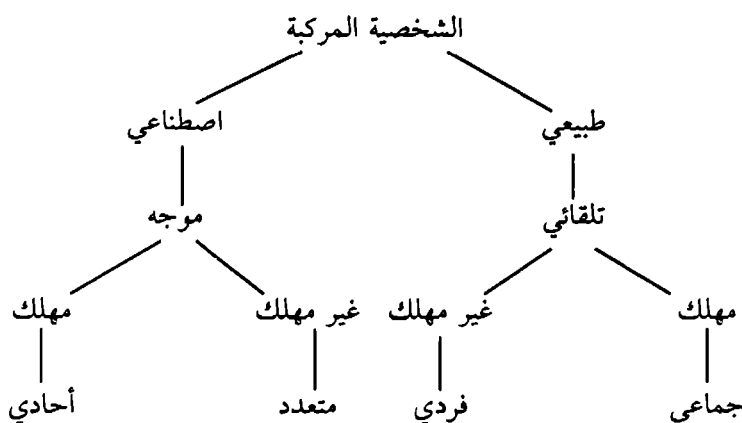 الشخصية المركبة
طبيعي اصطناعي
تلقائي موجه
مهلك غير مهلك غير مهلك مهلك
جماعي فردي متعدد أحادي